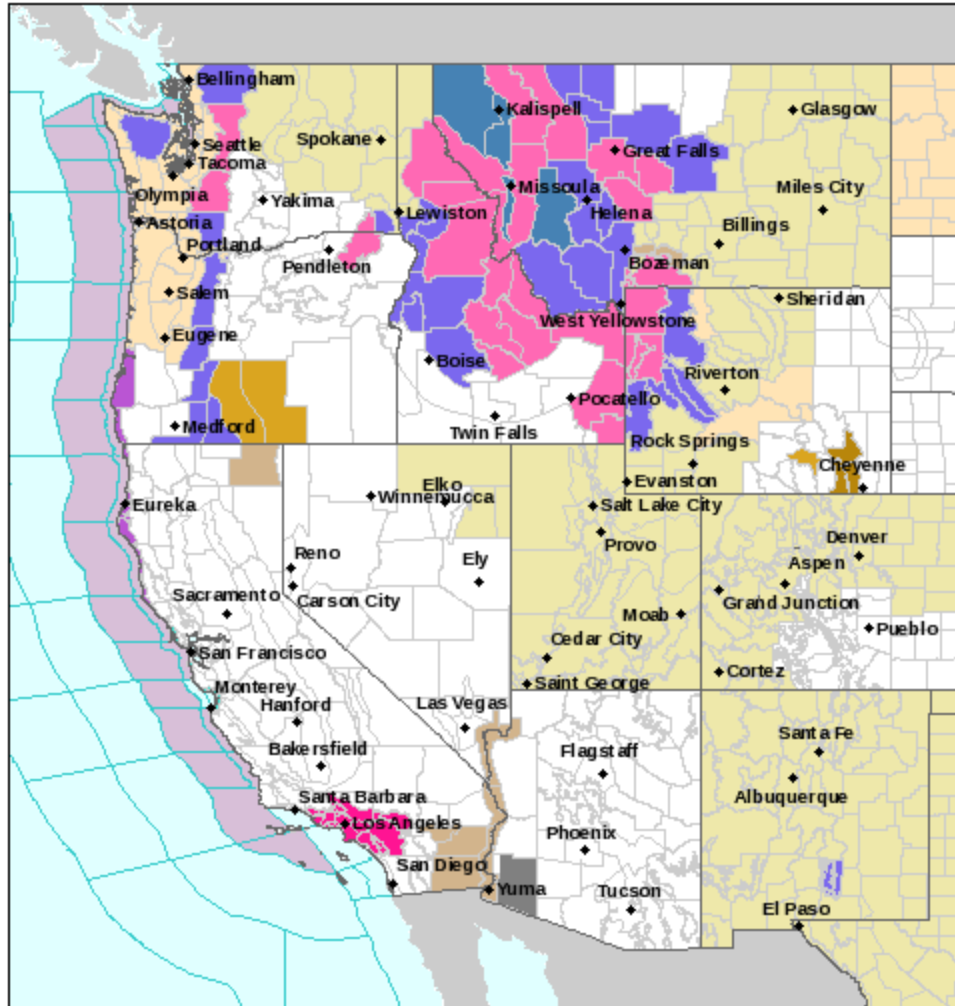 Bellingham
Kalispell
Glasgow
Seattle
Spokane
Great Falls
Tacoma
Olympia
Missoula
Miles City
Yakima
Lewiston
Helena
Astoria
Billings
Portland
Pendleton
Bozeman
Salem
Sheridan
West Yellowstone
Eugene
Boise
Riverton
Pocatello
Medford
Twin Falls
Rock Springs
Cheyenne
Elko
Evanston
Winnemucca
Eureka
Salt Lake City
Provo
Denver
Reno
Ely
Aspen
Sacramento
Carson City
Grand Junction
Moab
Pueblo
Cedar City
San Francisco
Cortez
Saint George
Monterey
Hanford
Las Vegas
Santa Fe
Bakersfield
Flagstaff
Santa Barbara
Albuquerque
Los Angeles
Phoenix
San Diego
Yuma
Tucson
El Paso